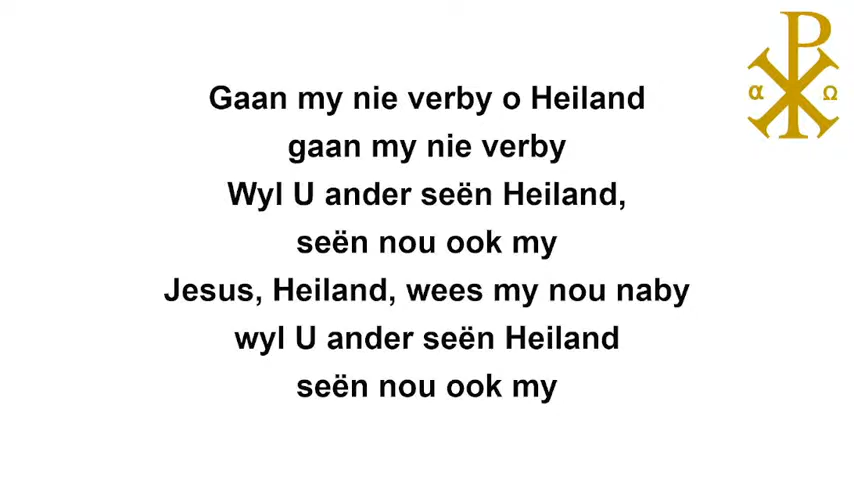 Gaan my nie verby o Heiland
gaan my nie verby
Wyl U ander seën Heiland,
seën nou ook my
Jesus, Heiland, wees my nou naby
wyl U ander seën Heiland
seën nou ook my
α Ω